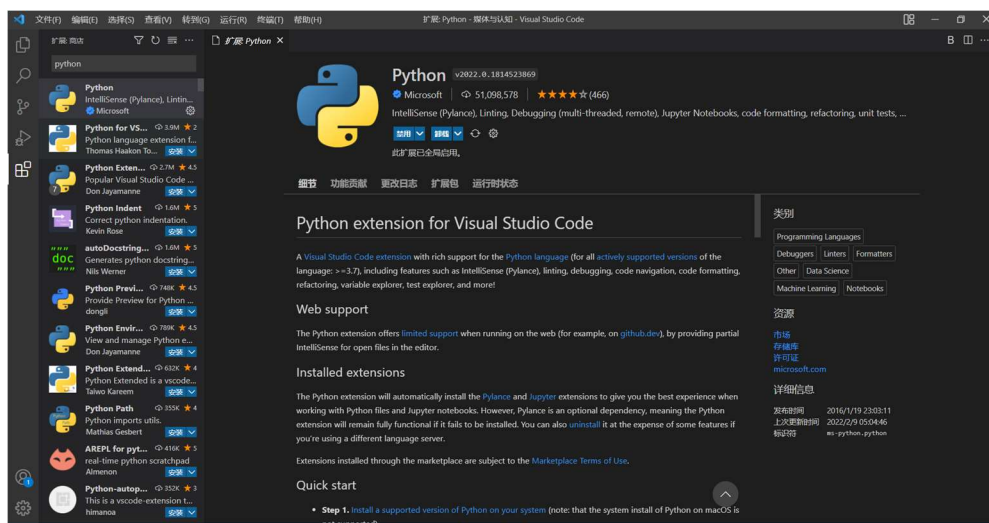 文件(F) 编辑(E) 选择(S) 查看(V) 转到(G) 运行(R) 终端(T) 帮助(H) 扩展: Python - 媒体与认知 - Visual Studio Code
扩展: 商店
python
Python
IntelliSense (Pylance), Lintin...
Microsoft
Python for VS... 3.9M ★ 2
Python language extension f...
Thomas Haakon To... 安装
Python Exten... 2.7M ★ 4.5
Popular Visual Studio Code ...
Don Jayamanne 安装
7
Python Indent 1.6M ★ 5
Correct python indentation.
Kevin Rose 安装
autoDocstring... 1.6M ★ 5
Generates python docstring...
Nils Werner 安装
""" doc """
Python Previ... 748K ★ 4.5
Provide Preview for Python ...
dongli 安装
Python Envir... 789K ★ 4.5
View and manage Python e...
Don Jayamanne 安装
Python Extend... 632K ★ 4
Python Extended is a vscode...
Taiwo Kareem 安装
Python Path 355K ★ 4
Python imports utils.
Mathias Gesbert 安装
AREPL for pyt... 416K ★ 5
real-time python scratchpad
Almenon 安装
Python-autop... 352K ★ 3
This is a vscode-extension t...
himanoa 安装
1
扩展: Python ×
B
Python v2022.0.1814523869
Microsoft | 51,098,578 | ★★★★☆ (466)
IntelliSense (Pylance), Linting, Debugging (multi-threaded, remote), Jupyter Notebooks, code formatting, refactoring, unit tests, ...
禁用 卸载
此扩展已全局启用。
细节 功能贡献 更改日志 扩展包 运行时状态
Python extension for Visual Studio Code
A Visual Studio Code extension with rich support for the Python language (for all actively supported versions of the
language: >=3.7), including features such as IntelliSense (Pylance), linting, debugging, code navigation, code formatting,
refactoring, variable explorer, test explorer, and more!
Web support
The Python extension offers limited support when running on the web (for example, on github.dev), by providing partial
IntelliSense for open files in the editor.
Installed extensions
The Python extension will automatically install the Pylance and Jupyter extensions to give you the best experience when
working with Python files and Jupyter notebooks. However, Pylance is an optional dependency, meaning the Python
extension will remain fully functional if it fails to be installed. You can also uninstall it at the expense of some features if
you're using a different language server.
Extensions installed through the marketplace are subject to the Marketplace Terms of Use.
Quick start
• Step 1. Install a supported version of Python on your system (note: that the system install of Python on macOS is
not supported).
类别
Programming Languages
Debuggers Linters Formatters
Other Data Science
Machine Learning Notebooks
资源
市场
存储库
许可证
microsoft.com
详细信息
发布时间 2016/1/19 23:03:11
上次更新时间 2022/2/9 05:04:46
标识符 ms-python.python